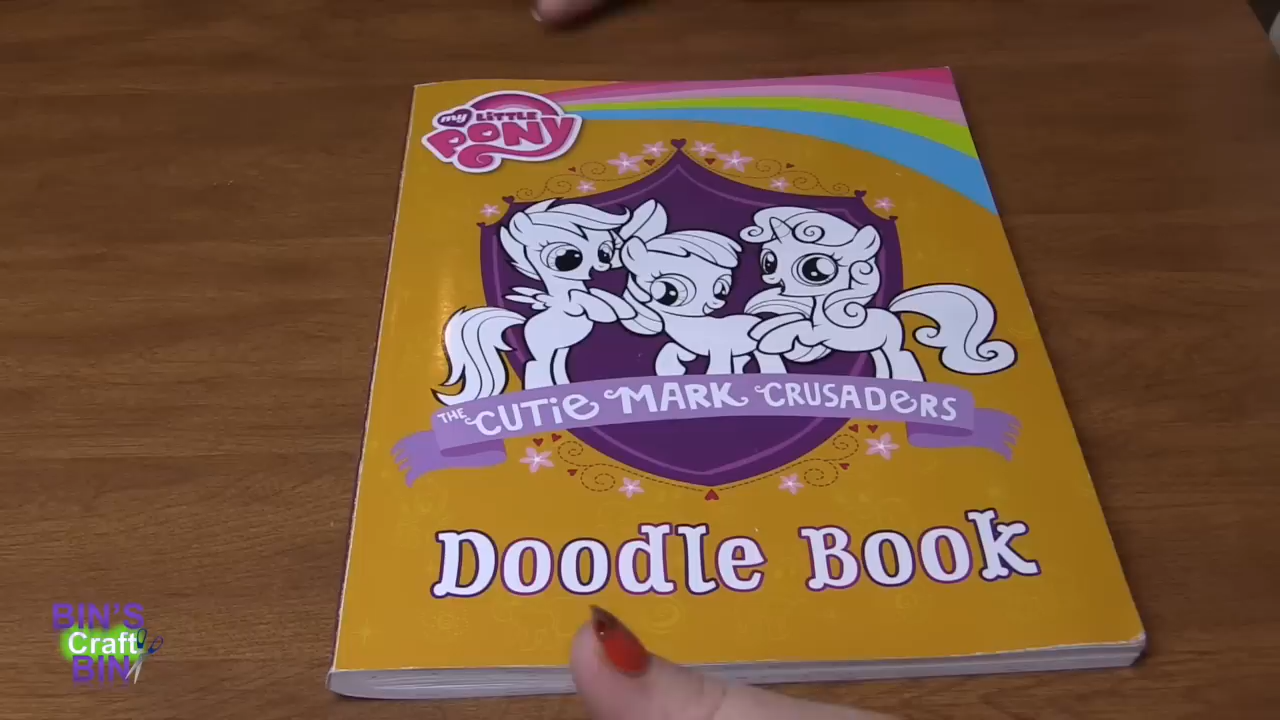 my LITTLE
PONY
THE CUTiE MARK CRUSADERS
Doodle Book
BIN'S
Craft
BIN